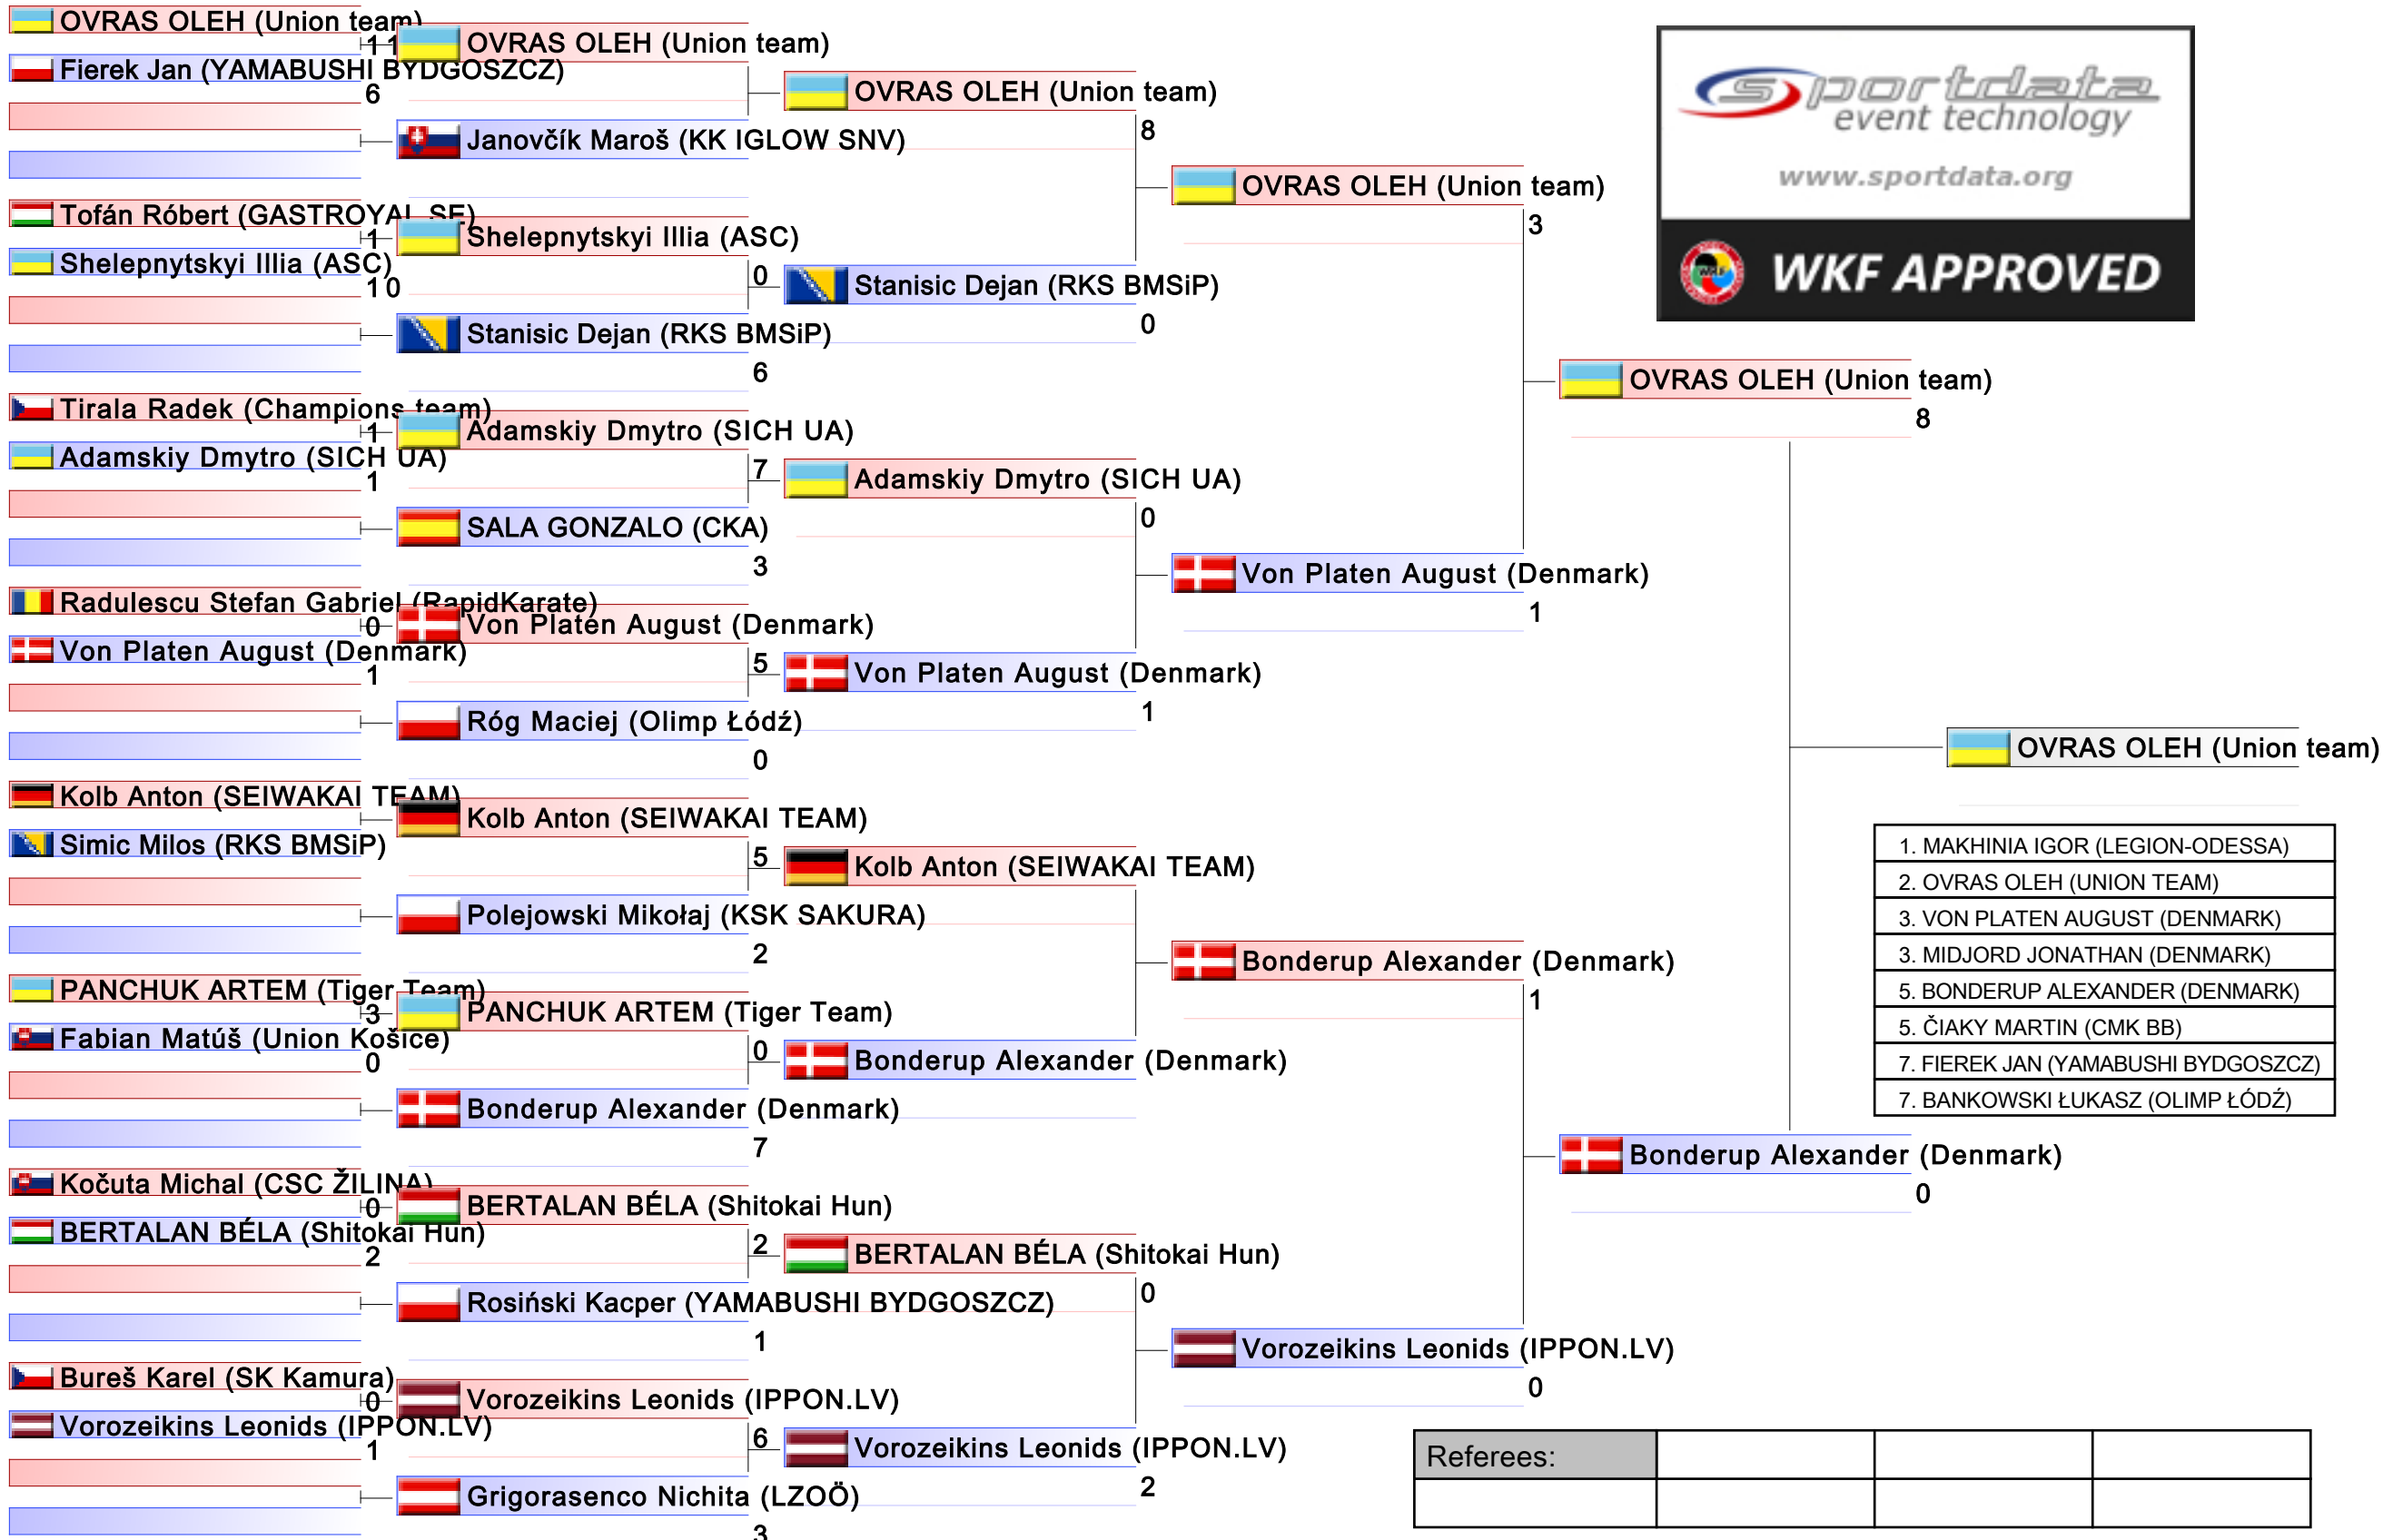 OVRAS OLEH (Union team)
11
Fierek Jan (YAMABUSHI BYDGOSZCZ)
6
Tofán Róbert (GASTROYAL SE)
1
Shelepnytskyi Illia (ASC)
10
Tirala Radek (Champions team)
1
Adamskiy Dmytro (SICH UA)
1
Radulescu Stefan Gabriel (RapidKarate)
0
Von Platen August (Denmark)
1
Kolb Anton (SEIWAKAI TEAM)
Simic Milos (RKS BMSiP)
PANCHUK ARTEM (Tiger Team)
3
Fabian Matúš (Union Košice)
0
Kočuta Michal (CSC ŽILINA)
0
BERTALAN BÉLA (Shitokai Hun)
2
Bureš Karel (SK Kamura)
0
Vorozeikins Leonids (IPPON.LV)
1
OVRAS OLEH (Union team)
Janovčík Maroš (KK IGLOW SNV)
Shelepnytskyi Illia (ASC)
0
Stanisic Dejan (RKS BMSiP)
6
Adamskiy Dmytro (SICH UA)
7
SALA GONZALO (CKA)
3
Von Platen August (Denmark)
5
Róg Maciej (Olimp Łódź)
0
Kolb Anton (SEIWAKAI TEAM)
5
Polejowski Mikołaj (KSK SAKURA)
2
PANCHUK ARTEM (Tiger Team)
0
Bonderup Alexander (Denmark)
7
BERTALAN BÉLA (Shitokai Hun)
2
Rosiński Kacper (YAMABUSHI BYDGOSZCZ)
1
Vorozeikins Leonids (IPPON.LV)
6
Grigorasenco Nichita (LZOÖ)
3
OVRAS OLEH (Union team)
8
Stanisic Dejan (RKS BMSiP)
0
Adamskiy Dmytro (SICH UA)
0
Von Platen August (Denmark)
1
Kolb Anton (SEIWAKAI TEAM)
Bonderup Alexander (Denmark)
BERTALAN BÉLA (Shitokai Hun)
0
Vorozeikins Leonids (IPPON.LV)
2
OVRAS OLEH (Union team)
3
Von Platen August (Denmark)
1
Bonderup Alexander (Denmark)
1
Vorozeikins Leonids (IPPON.LV)
0
OVRAS OLEH (Union team)
8
Bonderup Alexander (Denmark)
0
OVRAS OLEH (Union team)
sportdata
event technology
www.sportdata.org
WKF
WKF APPROVED
1. MAKHINIA IGOR (LEGION-ODESSA)
2. OVRAS OLEH (UNION TEAM)
3. VON PLATEN AUGUST (DENMARK)
3. MIDJORD JONATHAN (DENMARK)
5. BONDERUP ALEXANDER (DENMARK)
5. ČIAKY MARTIN (CMK BB)
7. FIEREK JAN (YAMABUSHI BYDGOSZCZ)
7. BANKOWSKI ŁUKASZ (OLIMP ŁÓDŹ)
Referees: